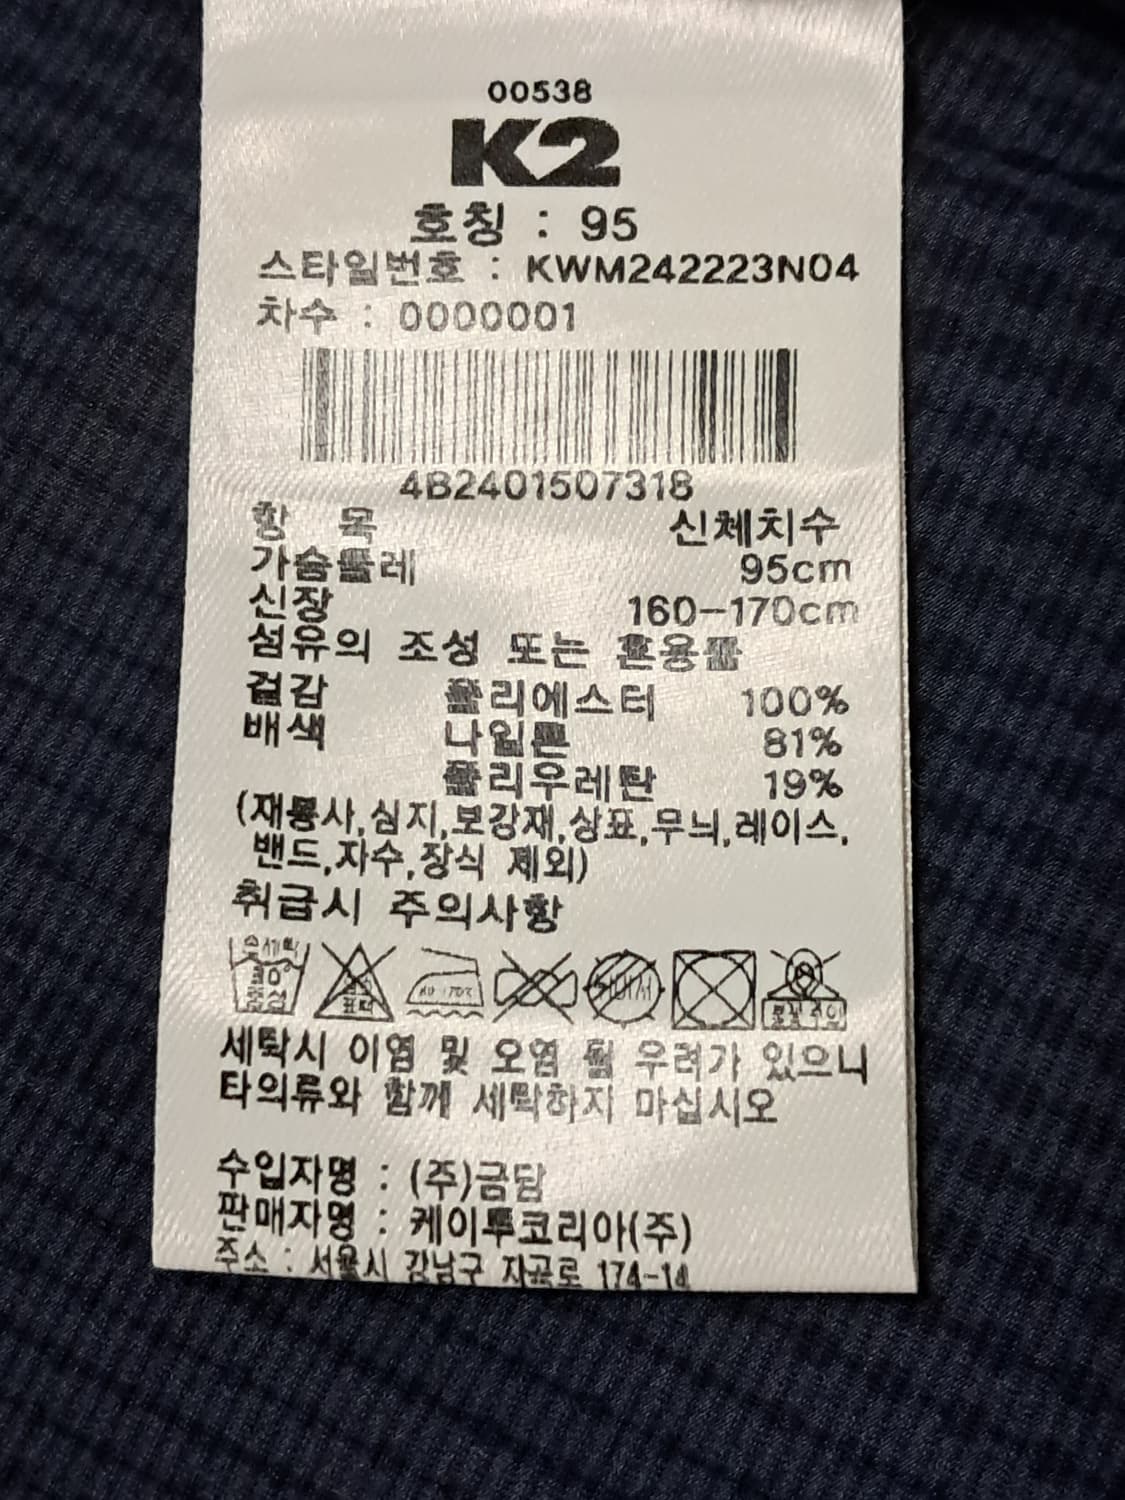 00538
K2
호칭 : 95
스타일번호 : KWM242223N04
차수 : 0000001
4B2401507318
항 목 신체치수
가슴둘레 95cm
신장 160-170cm
섬유의 조성 또는 혼용률
겉감 폴리에스터 100%
배색 나일론 81%
폴리우레탄 19%
(재봉사,심지,보강재,상표,무늬,레이스,
밴드,자수,장식 제외)
취급시 주의사항
손세탁
30°
중성
세탁시 이염 및 오염 될 우려가 있으니
타의류와 함께 세탁하지 마십시오
수입자명 : (주)금담
판매자명 : 케이투코리아(주)
주소 : 서울시 강남구 자곡로 174-14